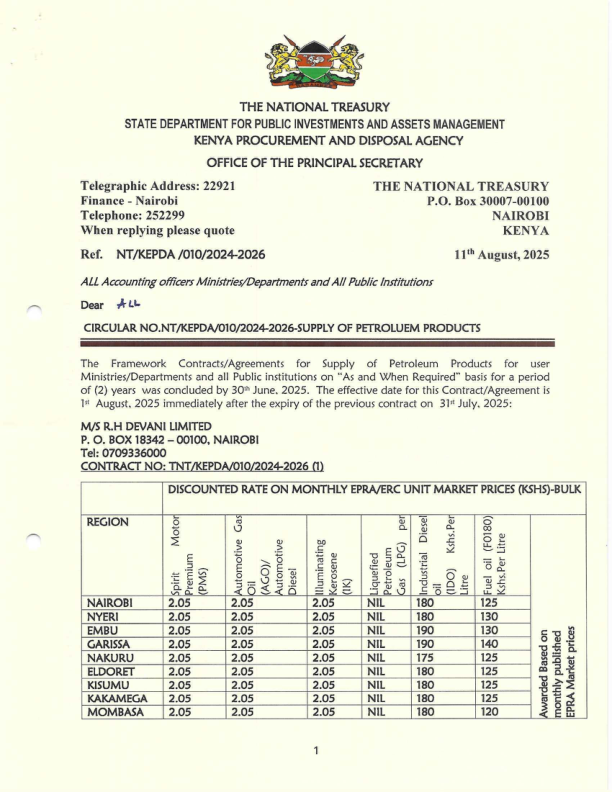 THE NATIONAL TREASURY
STATE DEPARTMENT FOR PUBLIC INVESTMENTS AND ASSETS MANAGEMENT
KENYA PROCUREMENT AND DISPOSAL AGENCY
OFFICE OF THE PRINCIPAL SECRETARY
Telegraphic Address: 22921 THE NATIONAL TREASURY
Finance - Nairobi P.O. Box 30007-00100
Telephone: 252299 NAIROBI
When replying please quote KENYA
Ref. NT/KEPDA /010/2024-2026 11th August, 2025
ALL Accounting officers Ministries/Departments and All Public Institutions
Dear ALL
CIRCULAR NO.NT/KEPDA/010/2024-2026-SUPPLY OF PETROLUEM PRODUCTS
The Framework Contracts/Agreements for Supply of Petroleum Products for user
Ministries/Departments and all Public institutions on "As and When Required" basis for a period
of (2) years was concluded by 30th June, 2025. The effective date for this Contract/Agreement is
1st August, 2025 immediately after the expiry of the previous contract on 31st July, 2025:
M/S R.H DEVANI LIMITED
P. O. BOX 18342 – 00100, NAIROBI
Tel: 0709336000
CONTRACT NO: TNT/KEPDA/010/2024-2026 (1)
DISCOUNTED RATE ON MONTHLY EPRA/ERC UNIT MARKET PRICES (KSHS)-BULK
REGION
Motor
Spirit
Premium
(PMS)
Automotive Gas
Oil
(AGO)/
Automotive
Diesel
Illuminating
Kerosene
(IK)
Liquefied
Petroleum
Gas (LPG) per
Industrial Diesel
oil
(IDO) Kshs.Per
Litre
Fuel oil (F0180)
Kshs.Per Litre
NAIROBI 2.05 2.05 2.05 NIL 180 125
NYERI 2.05 2.05 2.05 NIL 180 130
EMBU 2.05 2.05 2.05 NIL 190 130
GARISSA 2.05 2.05 2.05 NIL 190 140
NAKURU 2.05 2.05 2.05 NIL 175 125
ELDORET 2.05 2.05 2.05 NIL 180 125
KISUMU 2.05 2.05 2.05 NIL 180 125
KAKAMEGA 2.05 2.05 2.05 NIL 180 125
MOMBASA 2.05 2.05 2.05 NIL 180 120
Awarded Based on
monthly published
EPRA Market prices
1